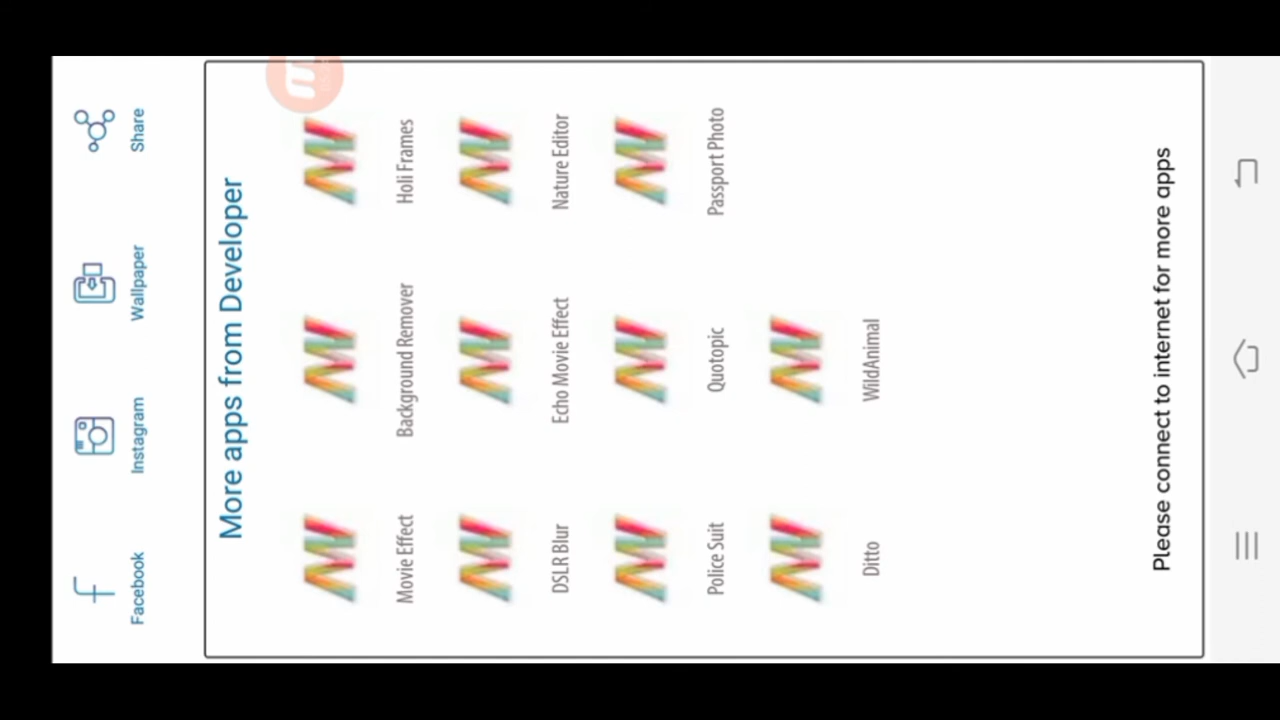 Facebook Instagram Wallpaper Share
More apps from Developer
Movie Effect Background Remover Holi Frames
DSLR Blur Echo Movie Effect Nature Editor
Police Suit Quotopic Passport Photo
Ditto WildAnimal
Please connect to internet for more apps